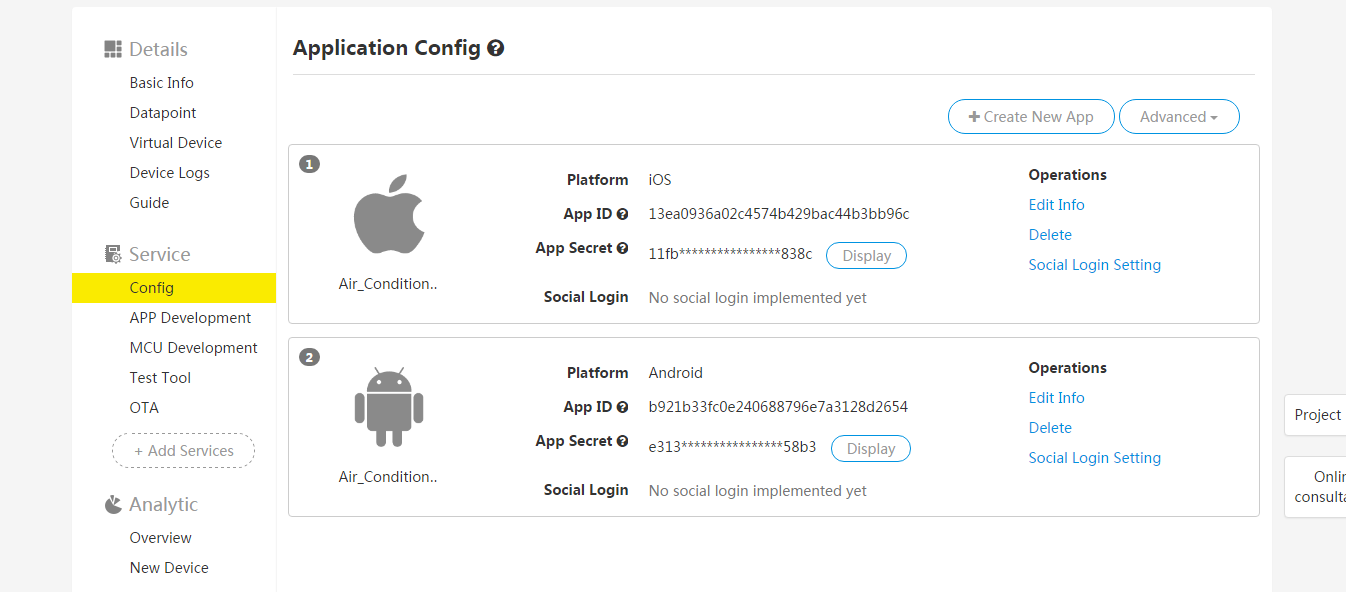 Details
Basic Info
Datapoint
Virtual Device
Device Logs
Guide
Service
Config
APP Development
MCU Development
Test Tool
OTA
+ Add Services
Analytic
Overview
New Device
Application Config ?
+ Create New App
Advanced
1
Air_Condition..
Platform iOS
App ID ? 13ea0936a02c4574b429bac44b3bb96c
App Secret ? 11fb****************838c Display
Social Login No social login implemented yet
Operations
Edit Info
Delete
Social Login Setting
2
Air_Condition..
Platform Android
App ID ? b921b33fc0e240688796e7a3128d2654
App Secret ? e313****************58b3 Display
Social Login No social login implemented yet
Operations
Edit Info
Delete
Social Login Setting
Project